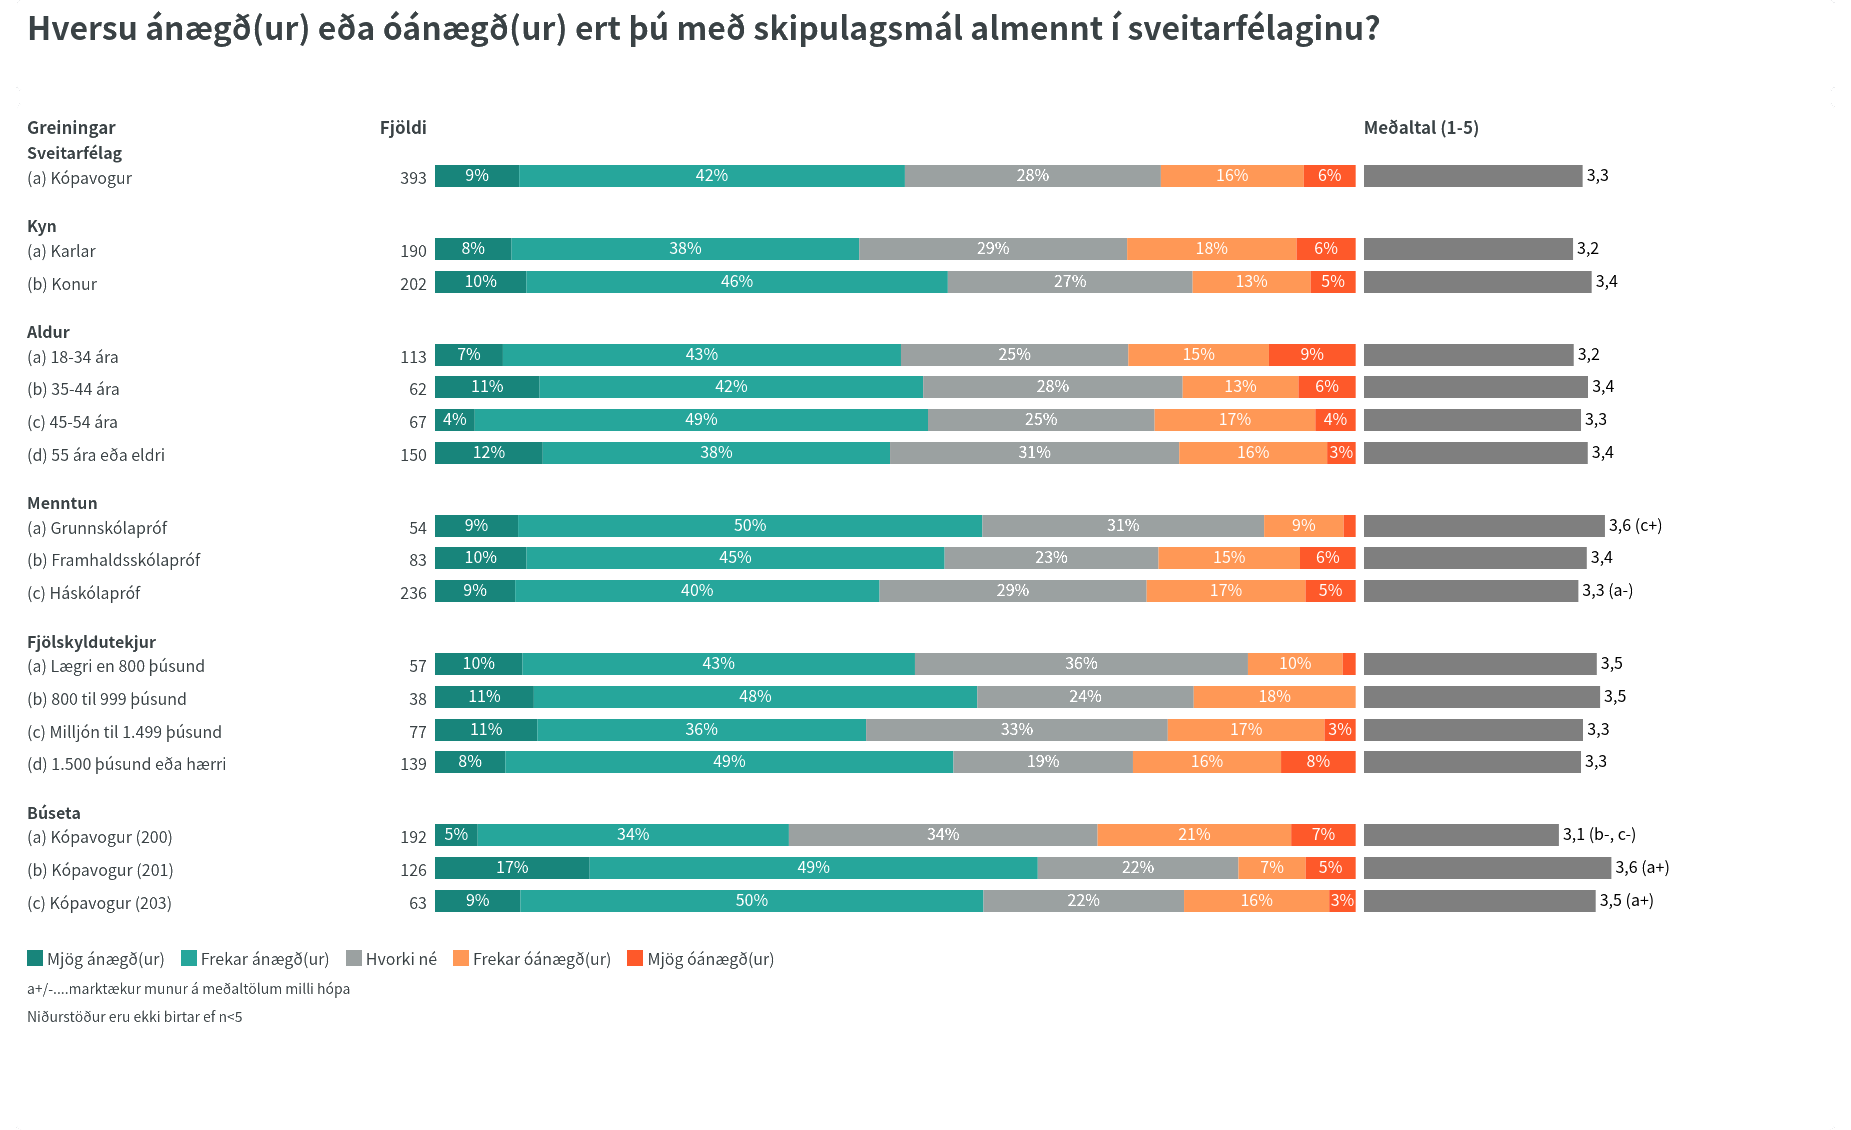 Hversu ánægð(ur) eða óánægð(ur) ert þú með skipulagsmál almennt í sveitarfélaginu?
Greiningar Fjöldi Meðaltal (1-5)
Sveitarfélag
(a) Kópavogur 393 9% 42% 28% 16% 6% 3,3
Kyn
(a) Karlar 190 8% 38% 29% 18% 6% 3,2
(b) Konur 202 10% 46% 27% 13% 5% 3,4
Aldur
(a) 18-34 ára 113 7% 43% 25% 15% 9% 3,2
(b) 35-44 ára 62 11% 42% 28% 13% 6% 3,4
(c) 45-54 ára 67 4% 49% 25% 17% 4% 3,3
(d) 55 ára eða eldri 150 12% 38% 31% 16% 3% 3,4
Menntun
(a) Grunnskólapróf 54 9% 50% 31% 9% 3,6 (c+)
(b) Framhaldsskólapróf 83 10% 45% 23% 15% 6% 3,4
(c) Háskólapróf 236 9% 40% 29% 17% 5% 3,3 (a-)
Fjölskyldutekjur
(a) Lægri en 800 þúsund 57 10% 43% 36% 10% 3,5
(b) 800 til 999 þúsund 38 11% 48% 24% 18% 3,5
(c) Milljón til 1.499 þúsund 77 11% 36% 33% 17% 3% 3,3
(d) 1.500 þúsund eða hærri 139 8% 49% 19% 16% 8% 3,3
Búseta
(a) Kópavogur (200) 192 5% 34% 34% 21% 7% 3,1 (b-, c-)
(b) Kópavogur (201) 126 17% 49% 22% 7% 5% 3,6 (a+)
(c) Kópavogur (203) 63 9% 50% 22% 16% 3% 3,5 (a+)
Mjög ánægð(ur) Frekar ánægð(ur) Hvorki né Frekar óánægð(ur) Mjög óánægð(ur)
a+/-....marktækur munur á meðaltölum milli hópa
Niðurstöður eru ekki birtar ef n<5